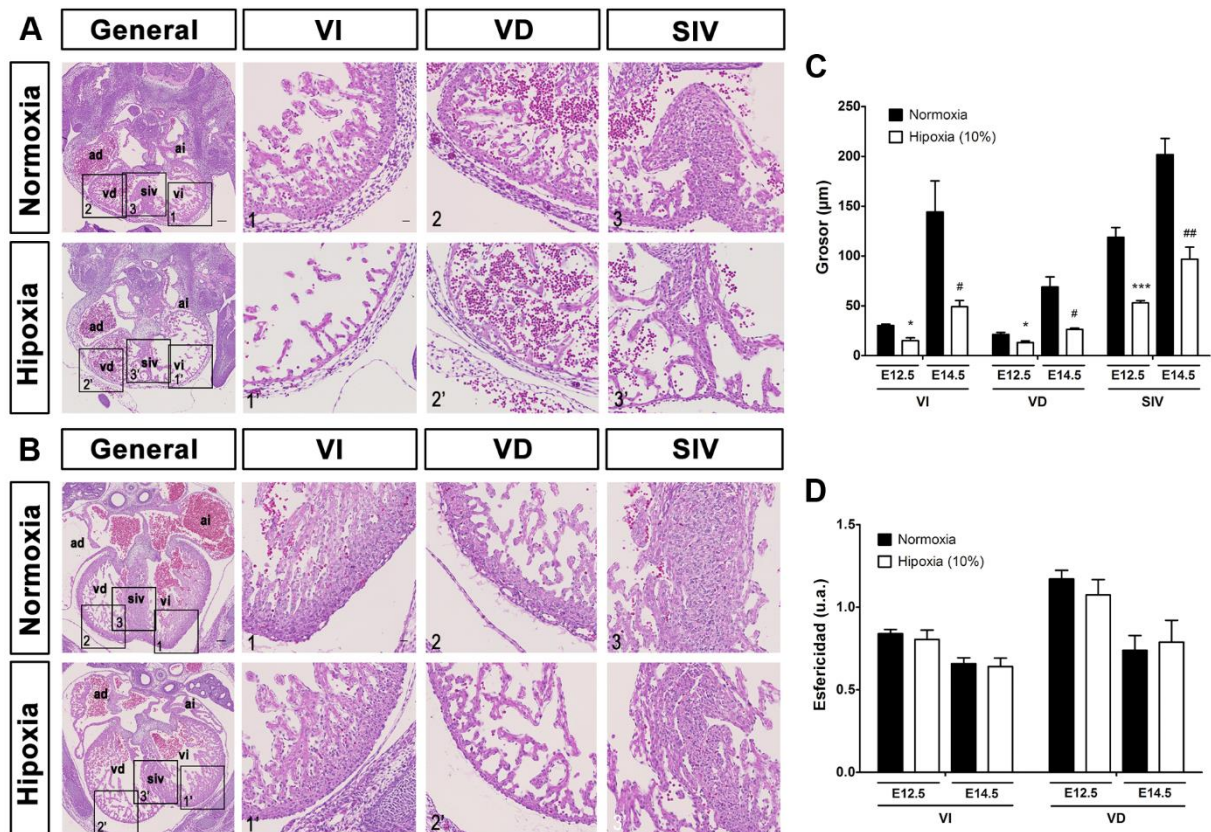 A
General
VI
VD
SIV
Normoxia
ad
ai
vd
siv
vi
2
3
1
1
2
3
Hipoxia
ad
ai
vd
siv
vi
2'
3'
1'
1'
2'
3'
B
General
VI
VD
SIV
Normoxia
ai
ad
vd
siv
vi
2
3
1
1
2
3
Hipoxia
ad
ai
vi
vd
siv
3'
1'
2'
1'
2'
C
Normoxia
Hipoxia (10%)
Grosor (µm)
250
200
150
100
50
0
* # * # *** ##
E12.5 E14.5 E12.5 E14.5 E12.5 E14.5
VI VD SIV
D
Normoxia
Hipoxia (10%)
Esfericidad (u.a.)
1.5
1.0
0.5
0.0
E12.5 E14.5 E12.5 E14.5
VI VD